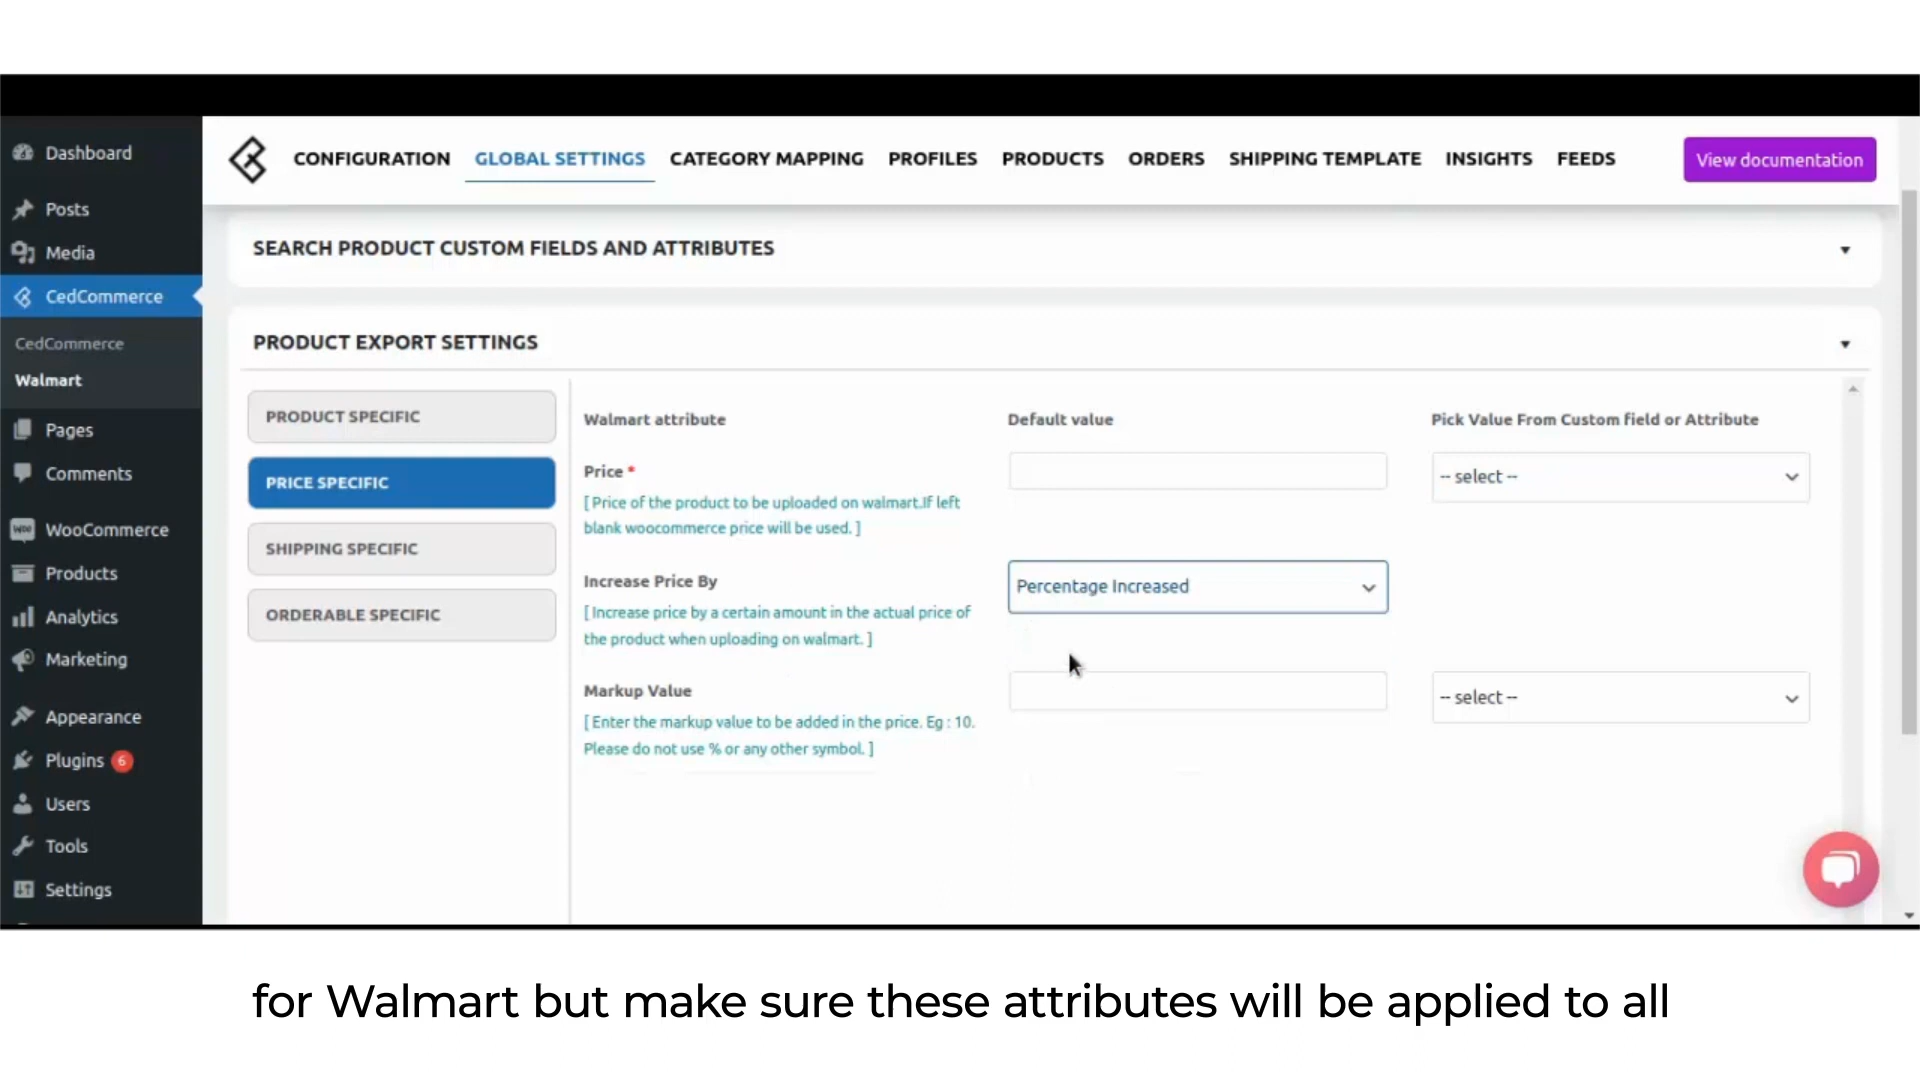 Dashboard
Posts
Media
CedCommerce
CedCommerce
Walmart
Pages
Comments
WooCommerce
Products
Analytics
Marketing
Appearance
Plugins 6
Users
Tools
Settings
CONFIGURATION GLOBAL SETTINGS CATEGORY MAPPING PROFILES PRODUCTS ORDERS SHIPPING TEMPLATE INSIGHTS FEEDS View documentation
SEARCH PRODUCT CUSTOM FIELDS AND ATTRIBUTES
PRODUCT EXPORT SETTINGS
PRODUCT SPECIFIC
PRICE SPECIFIC
SHIPPING SPECIFIC
ORDERABLE SPECIFIC
Walmart attribute Default value Pick Value From Custom field or Attribute
Price * -- select --
[ Price of the product to be uploaded on walmart.If left
blank woocommerce price will be used. ]
Increase Price By Percentage Increased
[ Increase price by a certain amount in the actual price of
the product when uploading on walmart. ]
Markup Value -- select --
[ Enter the markup value to be added in the price. Eg : 10.
Please do not use % or any other symbol. ]
for Walmart but make sure these attributes will be applied to all